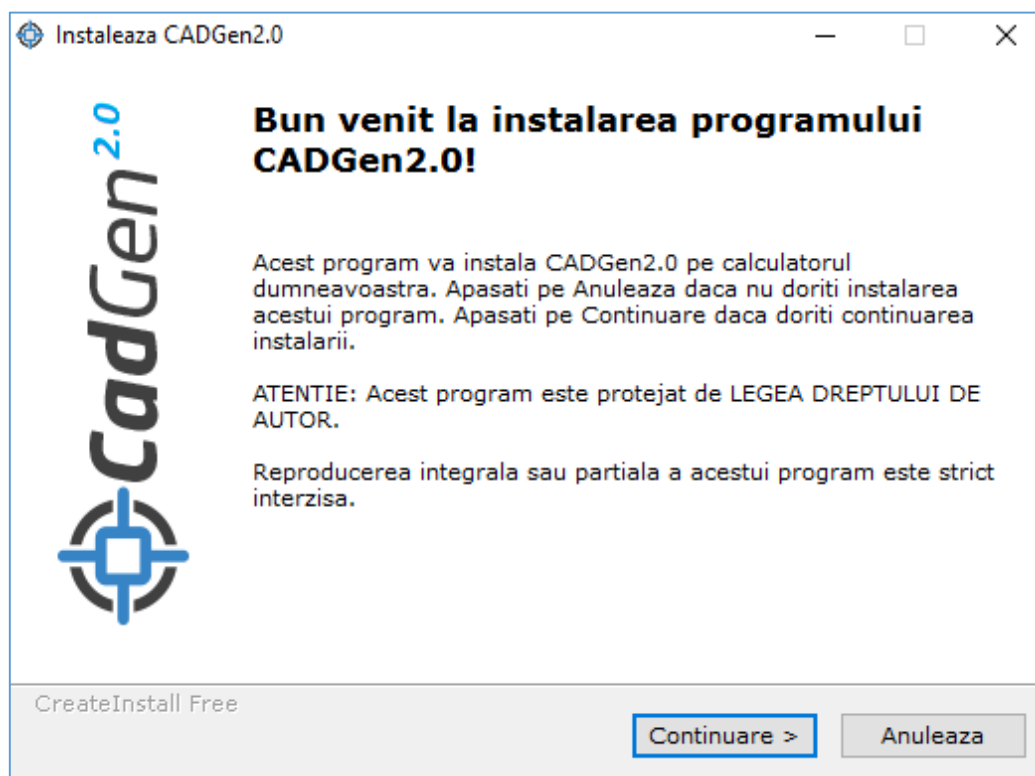 Instaleaza CADGen2.0
CadGen 2.0
Bun venit la instalarea programului
CADGen2.0!
Acest program va instala CADGen2.0 pe calculatorul
dumneavoastra. Apasati pe Anuleaza daca nu doriti instalarea
acestui program. Apasati pe Continuare daca doriti continuarea
instalarii.
ATENTIE: Acest program este protejat de LEGEA DREPTULUI DE
AUTOR.
Reproducerea integrala sau partiala a acestui program este strict
interzisa.
CreateInstall Free
Continuare >
Anuleaza